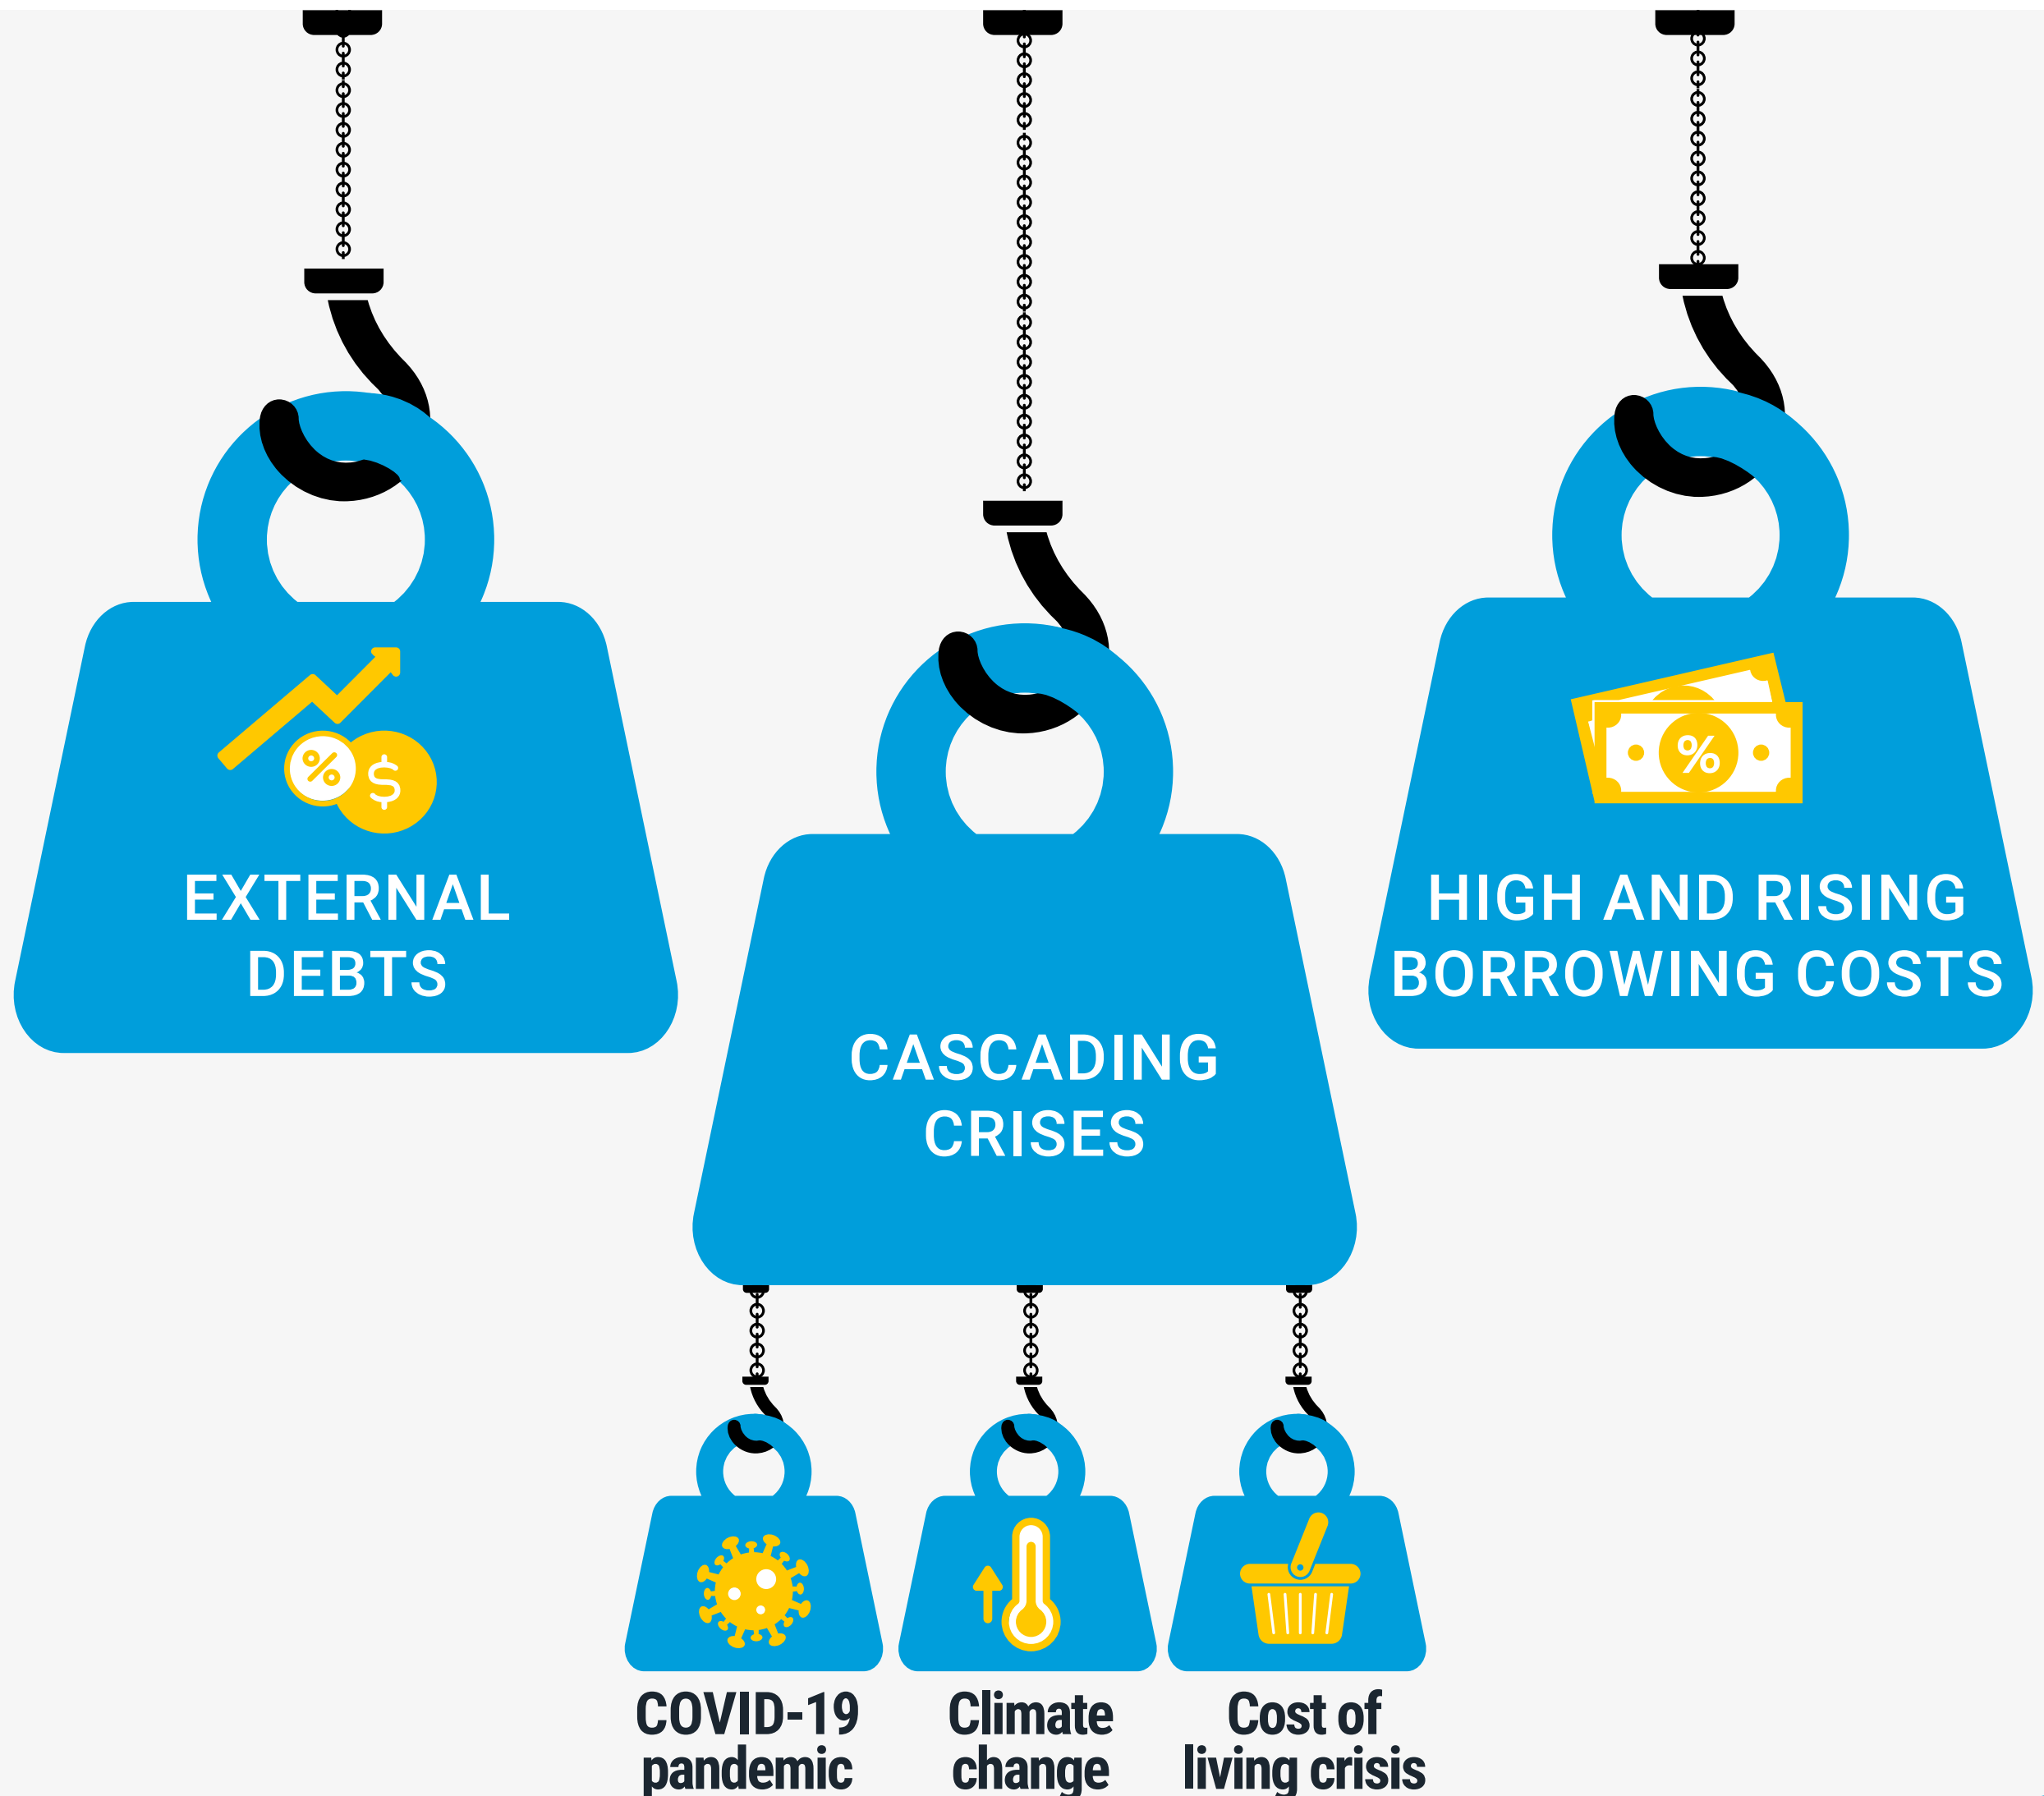 EXTERNAL
DEBTS
CASCADING
CRISES
HIGH AND RISING
BORROWING COSTS
COVID-19
pandemic
Climate
change
Cost of
living crisis